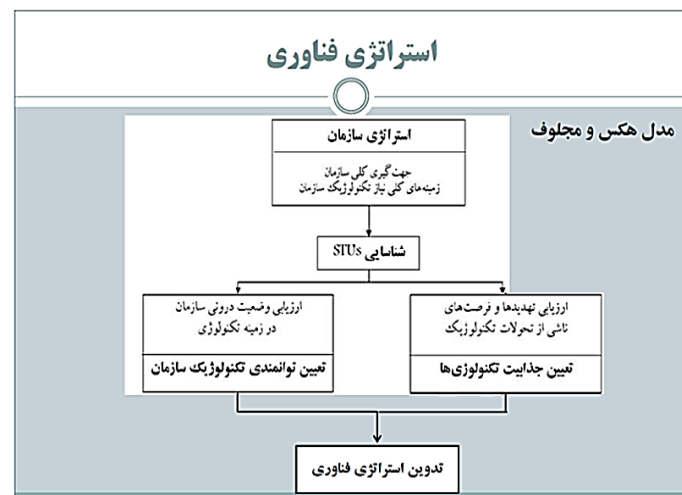 استراتژی فناوری
مدل هکس و مجلوف
استراتژی سازمان
جهت‌گیری کلی سازمان
زمینه‌های کلی نیاز تکنولوژیک سازمان
شناسایی STUs
ارزیابی تهدیدها و فرصت‌های
ناشی از تحولات تکنولوژیک
تعیین جذابیت تکنولوژی‌ها
ارزیابی وضعیت درونی سازمان
در زمینه تکنولوژی
تعیین توانمندی تکنولوژیک سازمان
تدوین استراتژی فناوری